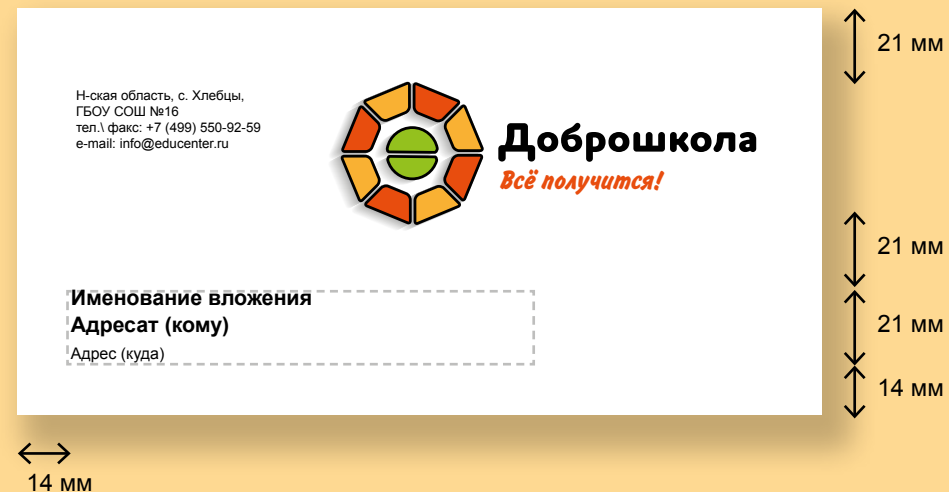 21 мм
Н-ская область, с. Хлебцы,
ГБОУ СОШ №16
тел.\ факс: +7 (499) 550-92-59
e-mail: info@educenter.ru
Доброшкола
Всё получится!
21 мм
Именование вложения
Адресат (кому)
Адрес (куда)
21 мм
14 мм
14 мм